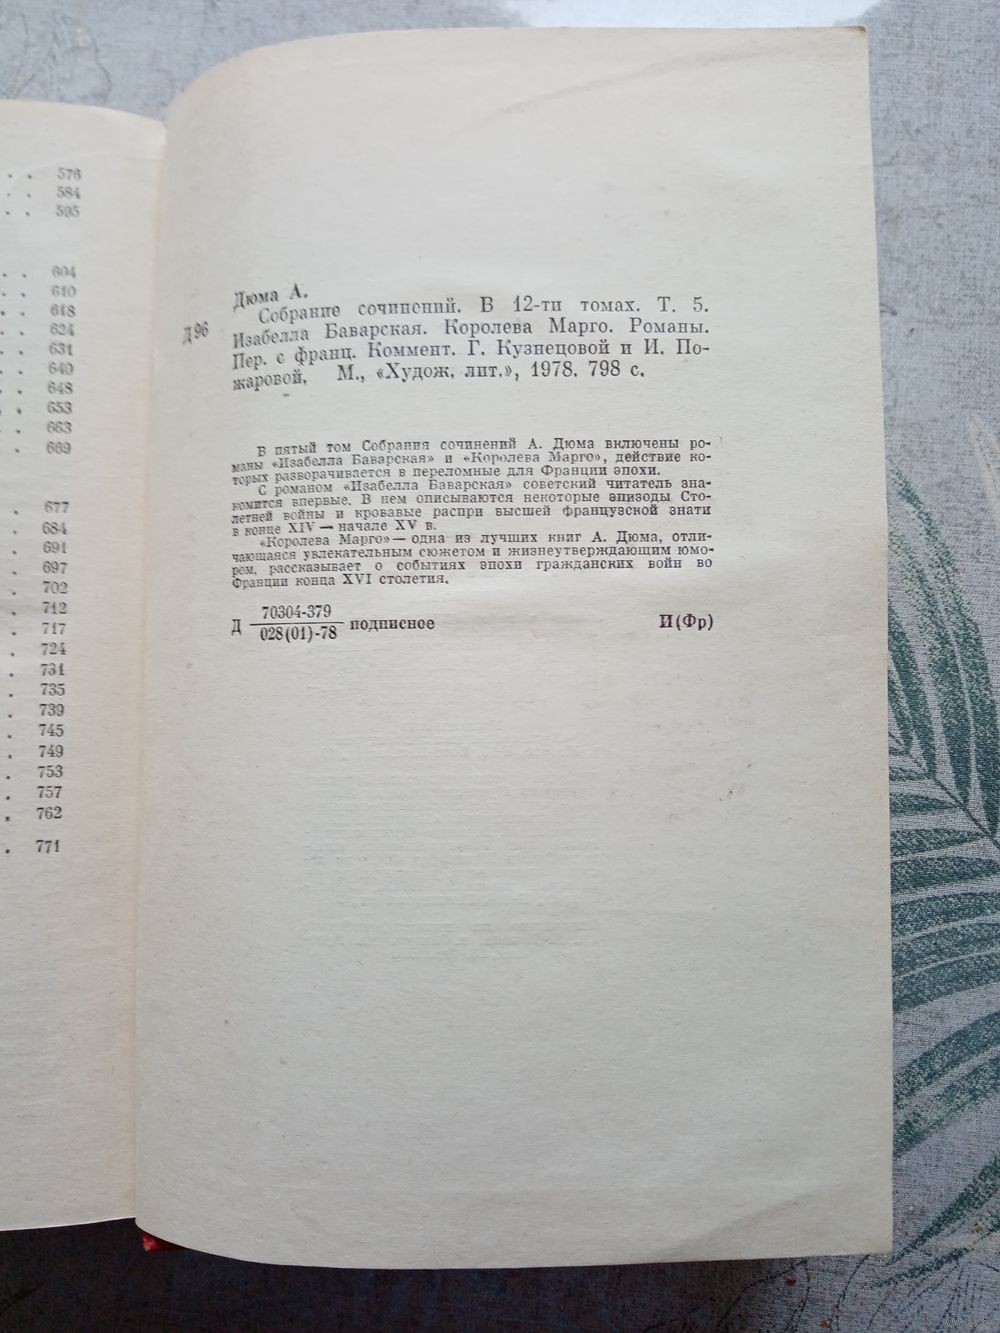 576
584
595
604
610
618
624
631
640
648
653
663
669
677
684
691
697
702
712
717
724
731
735
739
745
749
753
757
762
771
Дюма А.
Д96
Собрание сочинений. В 12-ти томах. Т. 5.
Изабелла Баварская. Королева Марго. Романы.
Пер. с франц. Коммент. Г. Кузнецовой и И. По-
жаровой. М., «Худож. лит.», 1978. 798 с.
В пятый том Собрания сочинений А. Дюма включены ро-
маны «Изабелла Баварская» и «Королева Марго», действие ко-
торых разворачивается в переломные для Франции эпохи.
С романом «Изабелла Баварская» советский читатель зна-
комится впервые. В нем описываются некоторые эпизоды Сто-
летней войны и кровавые распри высшей французской знати
в конце XIV — начале XV в.
«Королева Марго» — одна из лучших книг А. Дюма, отли-
чающаяся увлекательным сюжетом и жизнеутверждающим юмо-
ром, рассказывает о событиях эпохи гражданских войн во
Франции конца XVI столетия.
Д 70304-379
028(01)-78 подписное И(Фр)